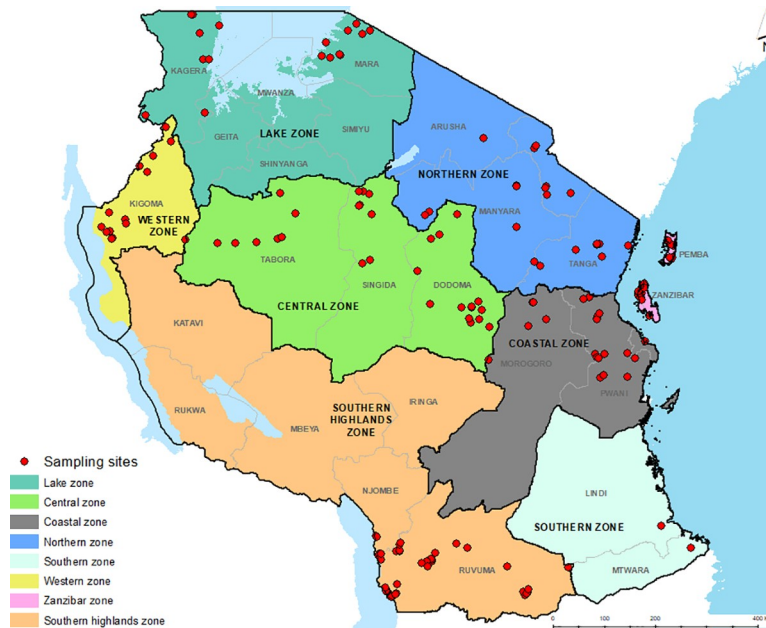 KAGERA
MARA
MWANZA
GEITA
LAKE ZONE
SIMIYU
SHINYANGA
ARUSHA
NORTHERN ZONE
MANYARA
TANGA
PEMBA
ZANZIBAR
KIGOMA
WESTERN
ZONE
TABORA
SINGIDA
DODOMA
CENTRAL ZONE
COASTAL ZONE
MOROGORO
PWANI
KATAVI
RUKWA
MBEYA
IRINGA
SOUTHERN
HIGHLANDS
ZONE
NJOMBE
RUVUMA
LINDI
SOUTHERN ZONE
MTWARA
Sampling sites
Lake zone
Central zone
Coastal zone
Northern zone
Southern zone
Western zone
Zanzibar zone
Southern highlands zone
0 100 200 400